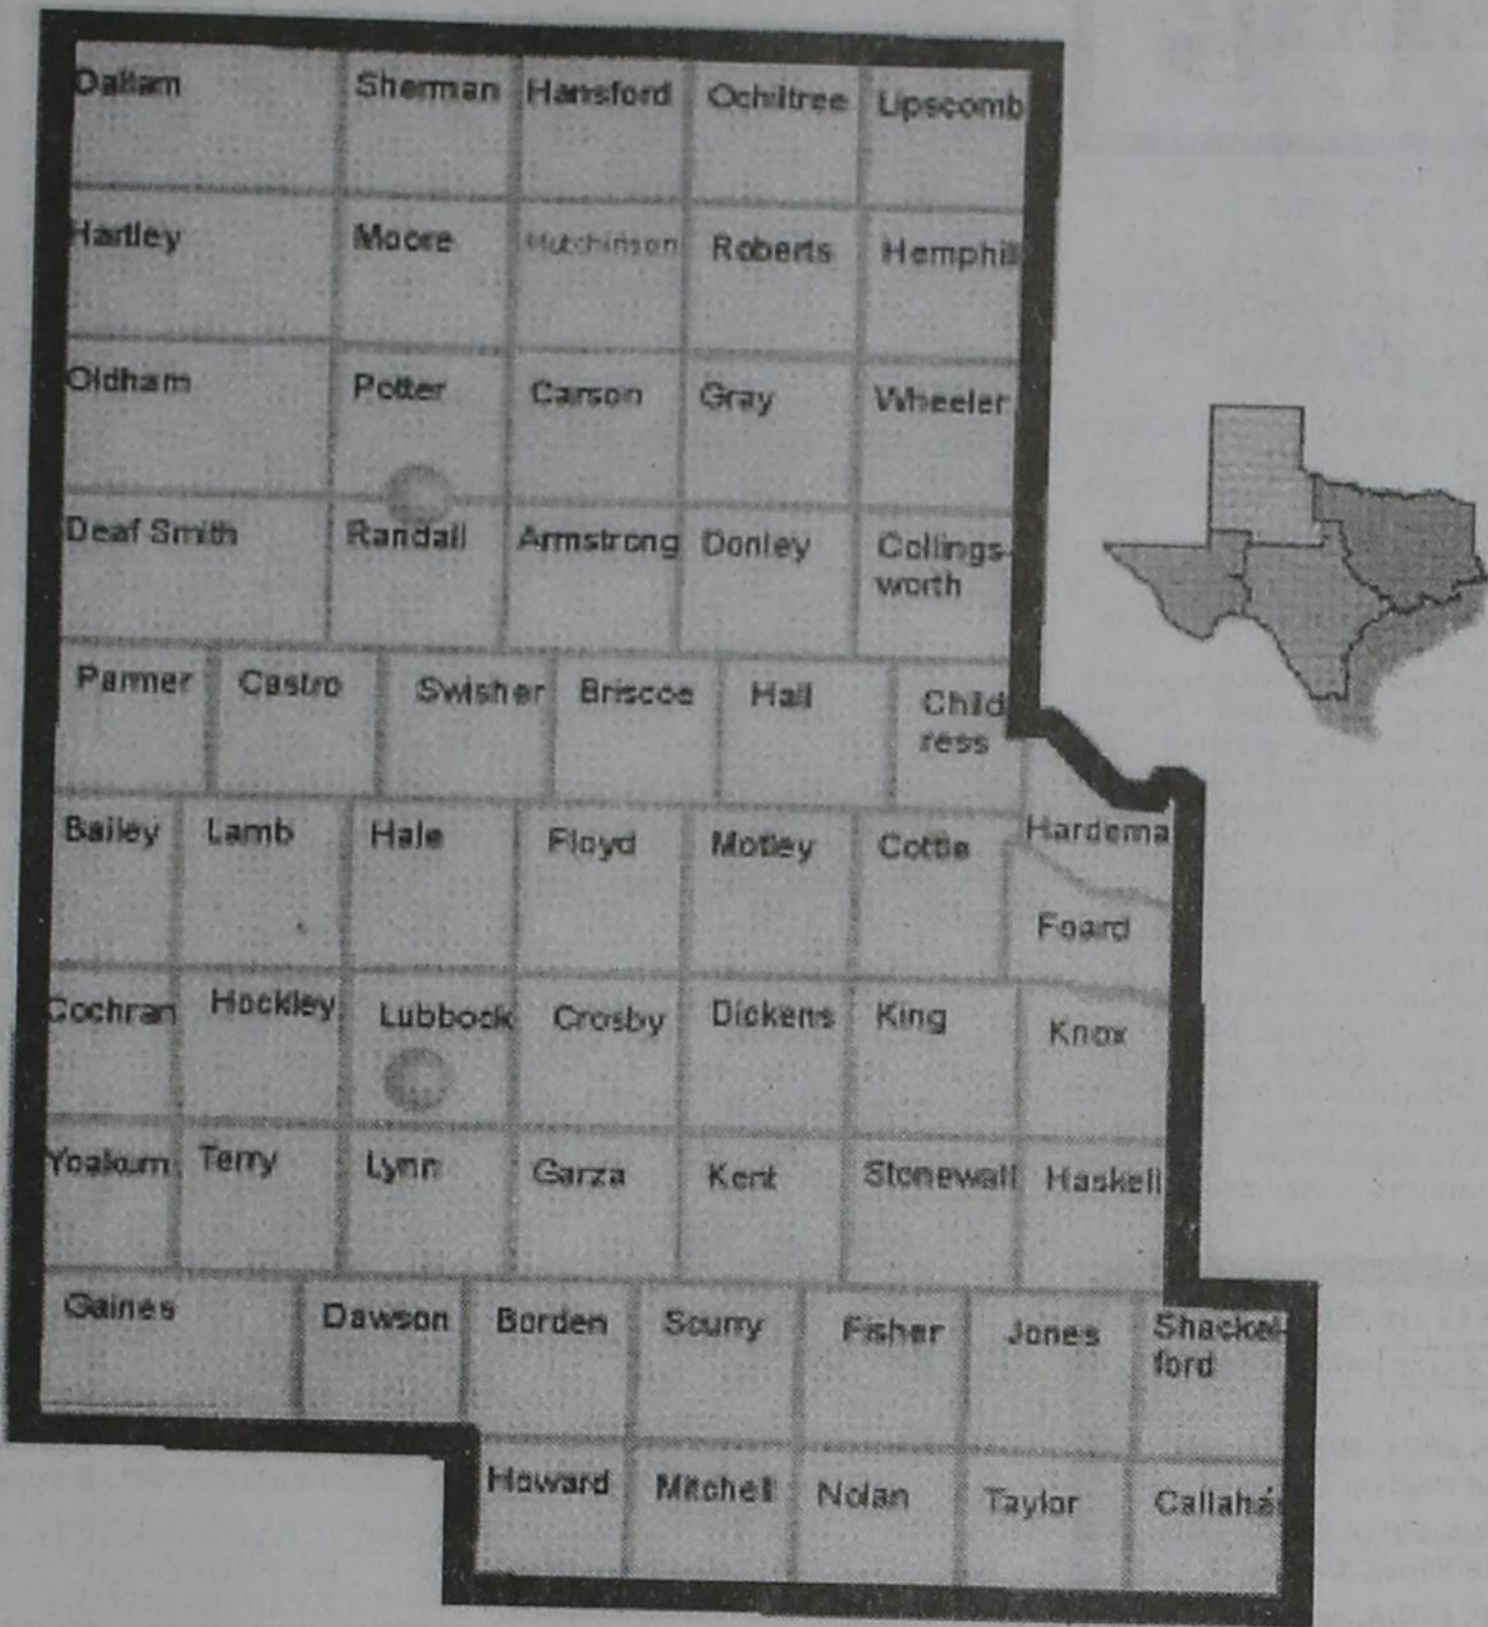 Dallam Sherman Hansford Ochiltree Lipscomb
Hartley Moore Hutchinson Roberts Hemphill
Oldham Potter Carson Gray Wheeler
Deaf Smith Randall Armstrong Donley Collings-
worth
Parmer Castro Swisher Briscoe Hall Child
ress
Bailey Lamb Hale Floyd Motley Cottle Hardema
Foard
Cochran Hockley Lubbock Crosby Dickens King Knox
Yoakum Terry Lynn Garza Kent Stonewall Haskell
Gaines Dawson Borden Scurry Fisher Jones Shackel-
ford
Howard Mitchell Nolan Taylor Callaha